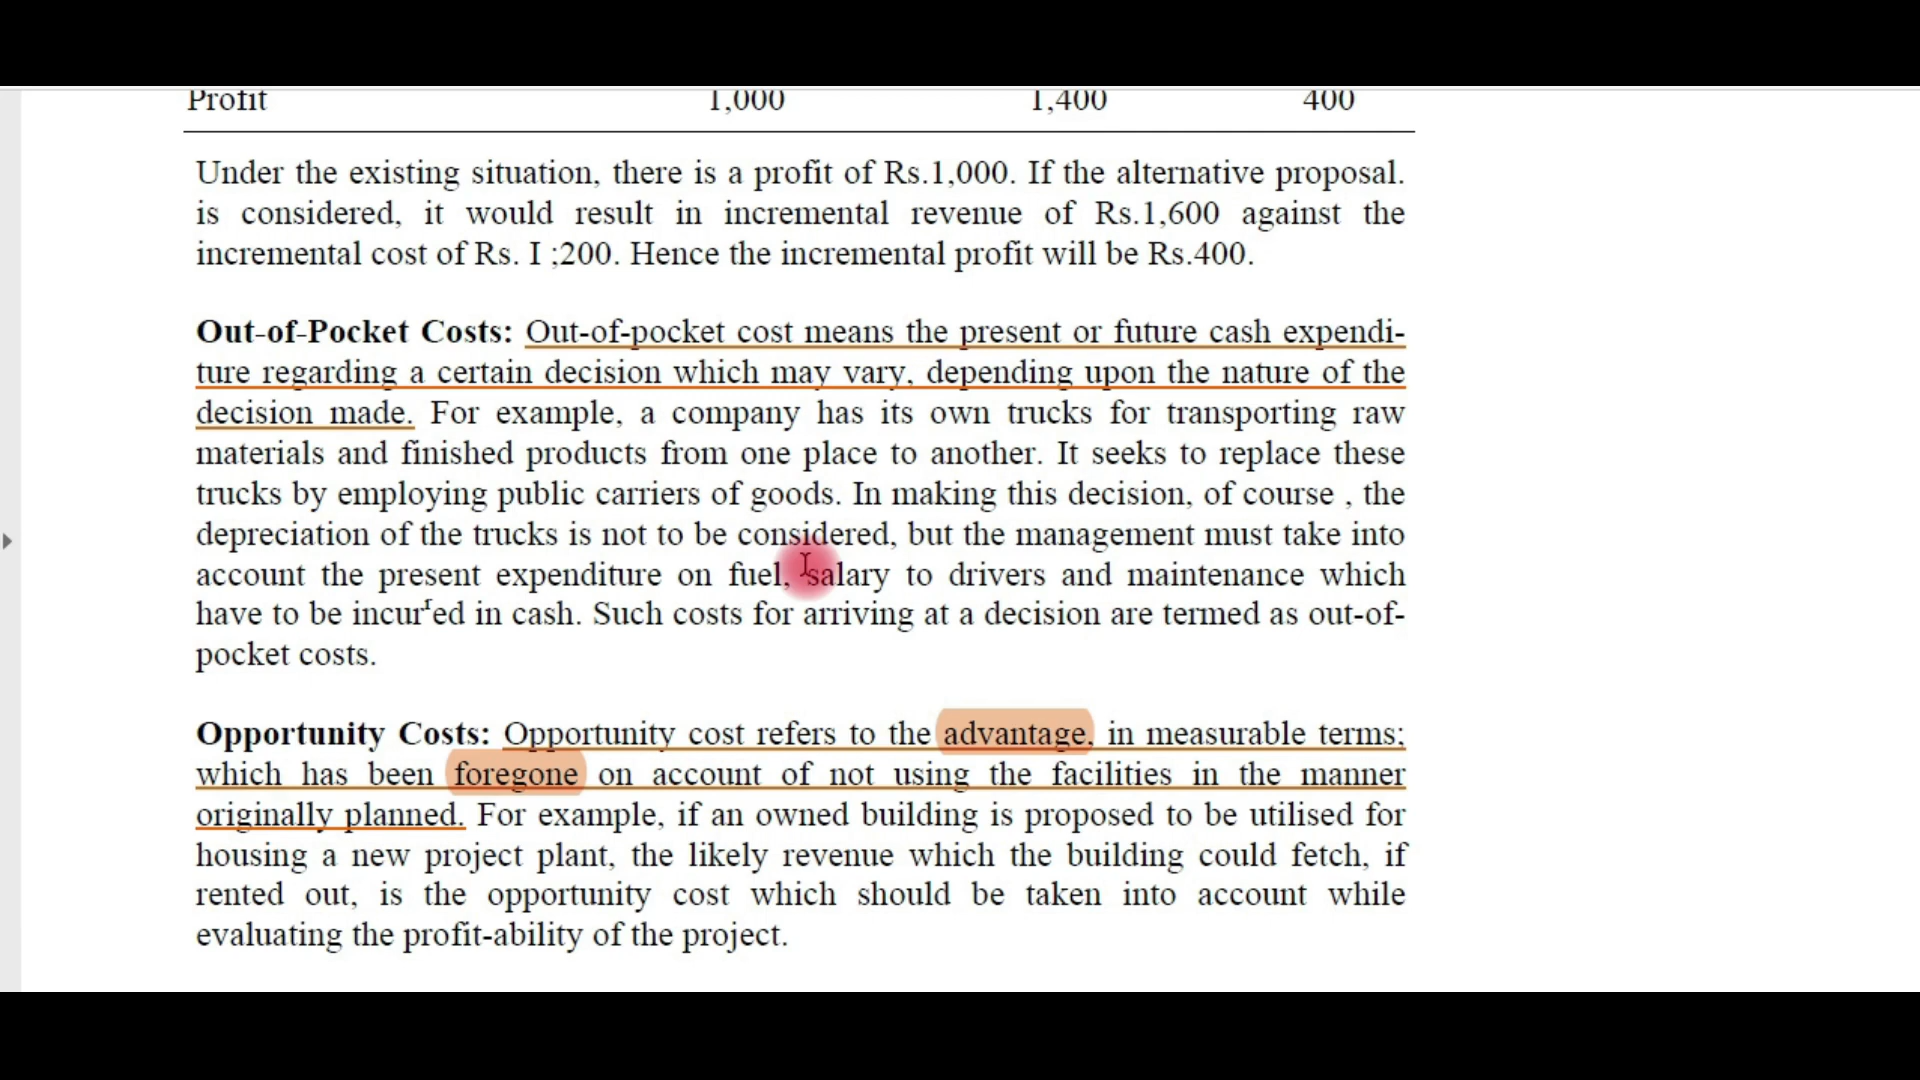 Profit 1,000 1,400 400
Under the existing situation, there is a profit of Rs.1,000. If the alternative proposal.
is considered, it would result in incremental revenue of Rs.1,600 against the
incremental cost of Rs. I ;200. Hence the incremental profit will be Rs.400.
Out-of-Pocket Costs: Out-of-pocket cost means the present or future cash expendi-
ture regarding a certain decision which may vary, depending upon the nature of the
decision made. For example, a company has its own trucks for transporting raw
materials and finished products from one place to another. It seeks to replace these
trucks by employing public carriers of goods. In making this decision, of course , the
depreciation of the trucks is not to be considered, but the management must take into
account the present expenditure on fuel, salary to drivers and maintenance which
have to be incurred in cash. Such costs for arriving at a decision are termed as out-of-
pocket costs.
Opportunity Costs: Opportunity cost refers to the advantage, in measurable terms;
which has been foregone on account of not using the facilities in the manner
originally planned. For example, if an owned building is proposed to be utilised for
housing a new project plant, the likely revenue which the building could fetch, if
rented out, is the opportunity cost which should be taken into account while
evaluating the profit-ability of the project.